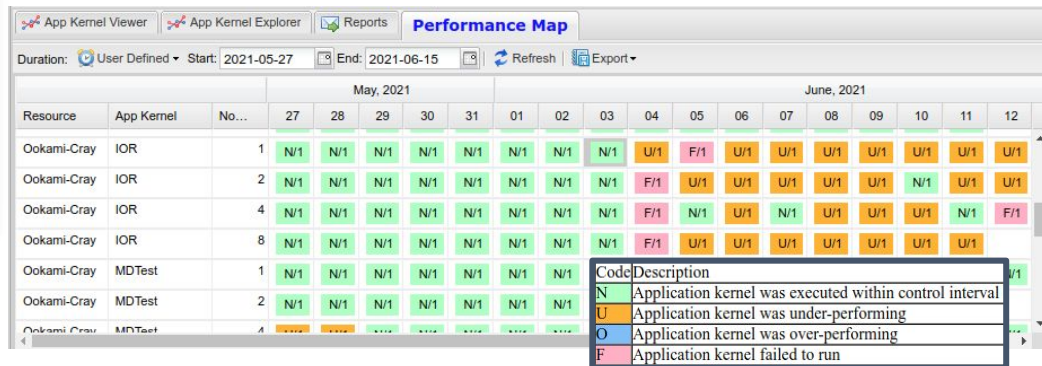 App Kernel Viewer App Kernel Explorer Reports Performance Map
Duration: User Defined Start: 2021-05-27 End: 2021-06-15 Refresh Export
May, 2021 June, 2021
Resource App Kernel No... 27 28 29 30 31 01 02 03 04 05 06 07 08 09 10 11 12
Ookami-Cray IOR 1 N/1 N/1 N/1 N/1 N/1 N/1 N/1 N/1 U/1 F/1 U/1 U/1 U/1 U/1 U/1 U/1 U/1
Ookami-Cray IOR 2 N/1 N/1 N/1 N/1 N/1 N/1 N/1 N/1 F/1 U/1 U/1 U/1 U/1 U/1 N/1 U/1 U/1
Ookami-Cray IOR 4 N/1 N/1 N/1 N/1 N/1 N/1 N/1 N/1 F/1 N/1 U/1 N/1 U/1 U/1 U/1 N/1 F/1
Ookami-Cray IOR 8 N/1 N/1 N/1 N/1 N/1 N/1 N/1 N/1 F/1 U/1 U/1 U/1 U/1 U/1 U/1 U/1
Ookami-Cray MDTest 1 N/1 N/1 N/1 N/1 N/1 N/1 N/1
Ookami-Cray MDTest 2 N/1 N/1 N/1 N/1 N/1 N/1 N/1
Ookami-Cray MDTest 4
Code Description
N Application kernel was executed within control interval
U Application kernel was under-performing
O Application kernel was over-performing
F Application kernel failed to run